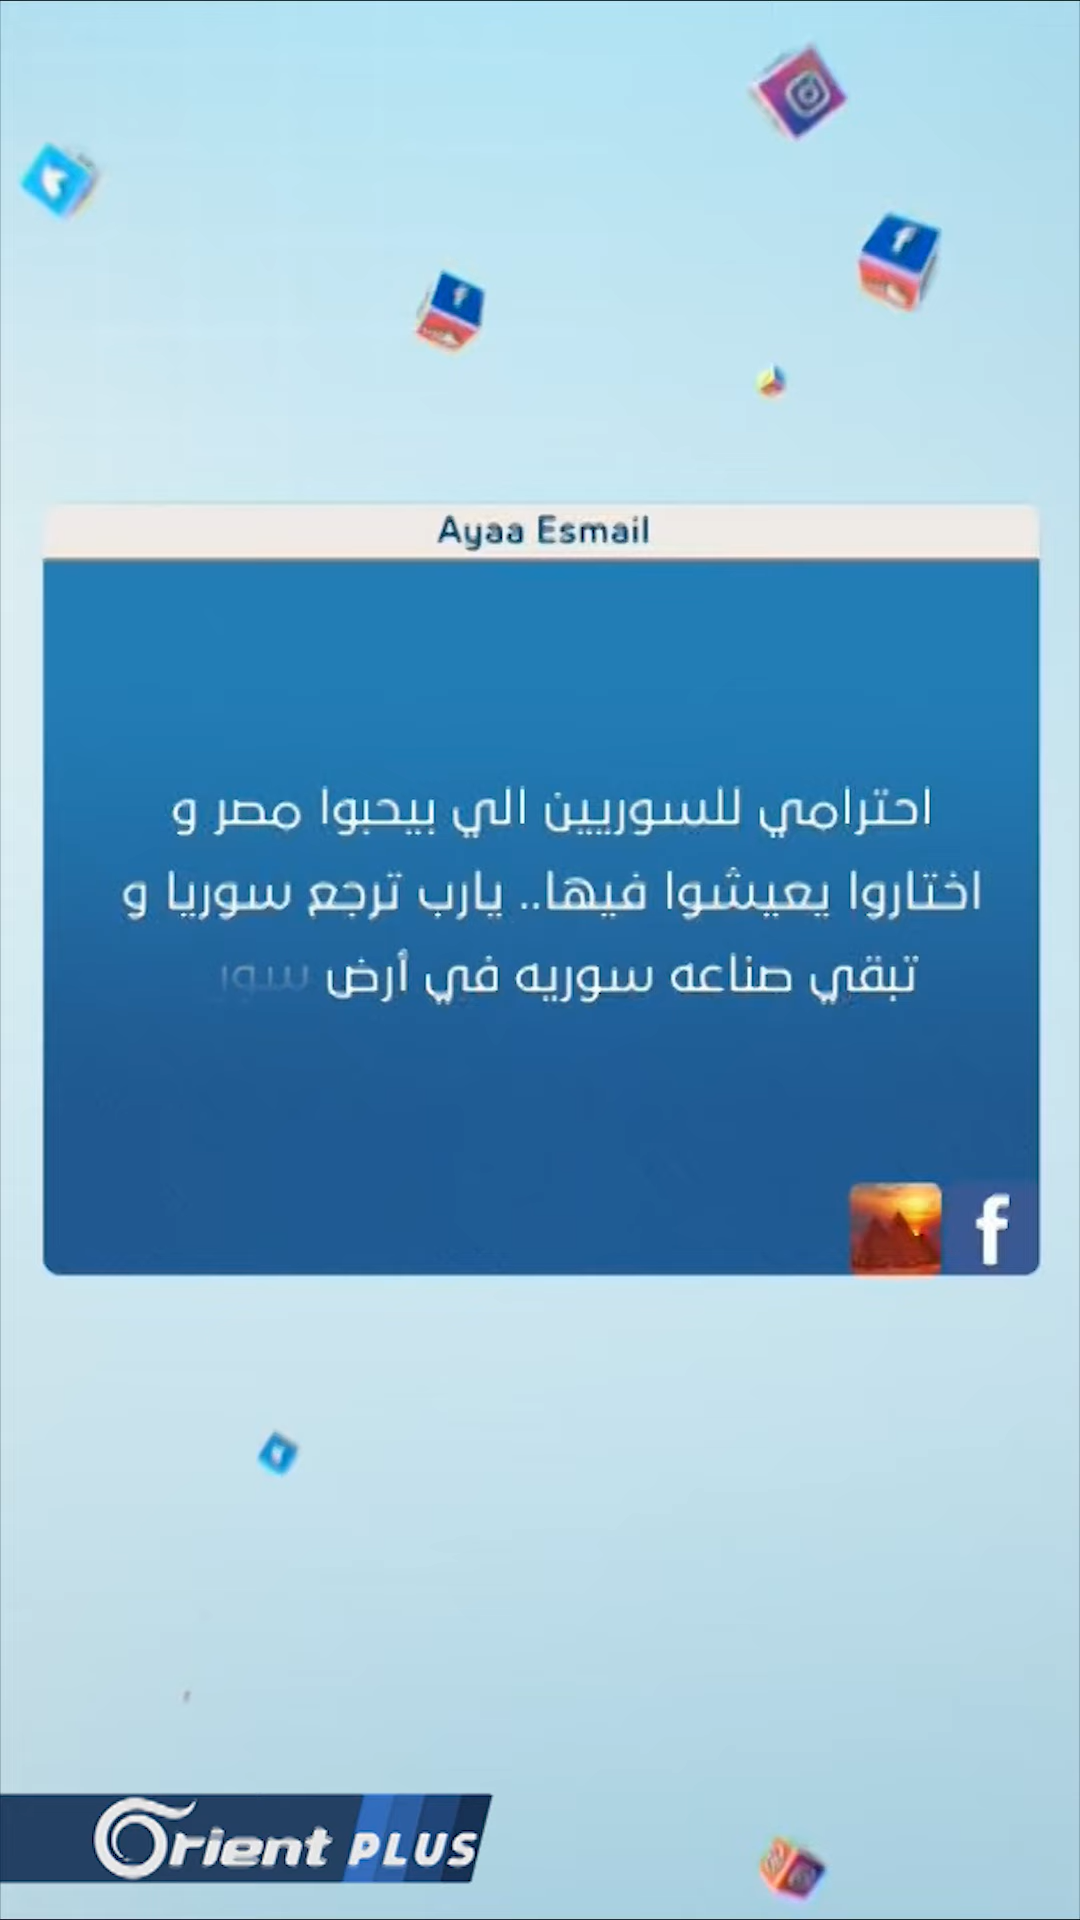 Ayaa Esmail
احترامي للسوريين الي بيحبوا مصر و
اختاروا يعيشوا فيها.. يارب ترجع سوريا و
تبقي صناعه سوريه في أرض سور
f
Orient PLUS